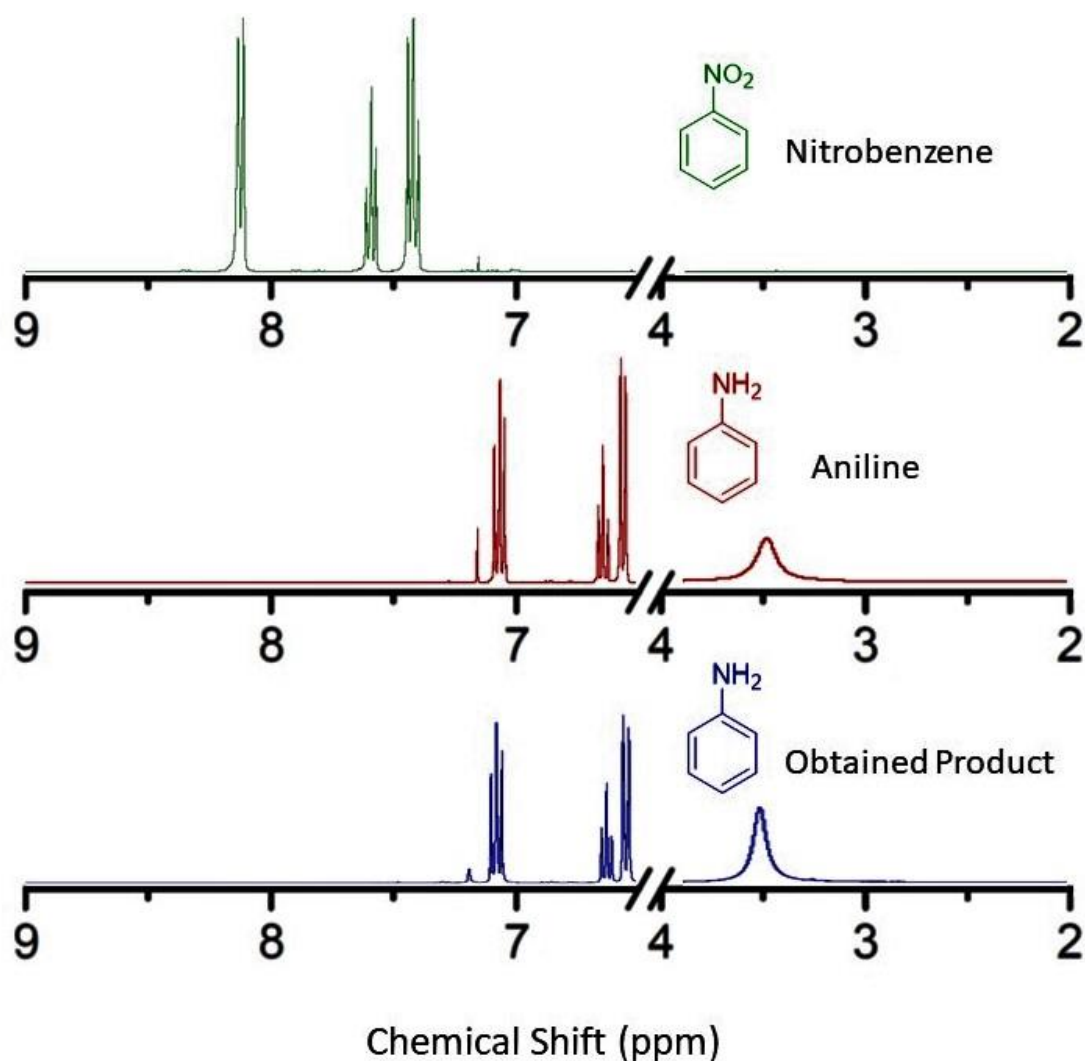 NO₂
Nitrobenzene
9 8 7 4 3 2
NH₂
Aniline
9 8 7 4 3 2
NH₂
Obtained Product
9 8 7 4 3 2
Chemical Shift (ppm)